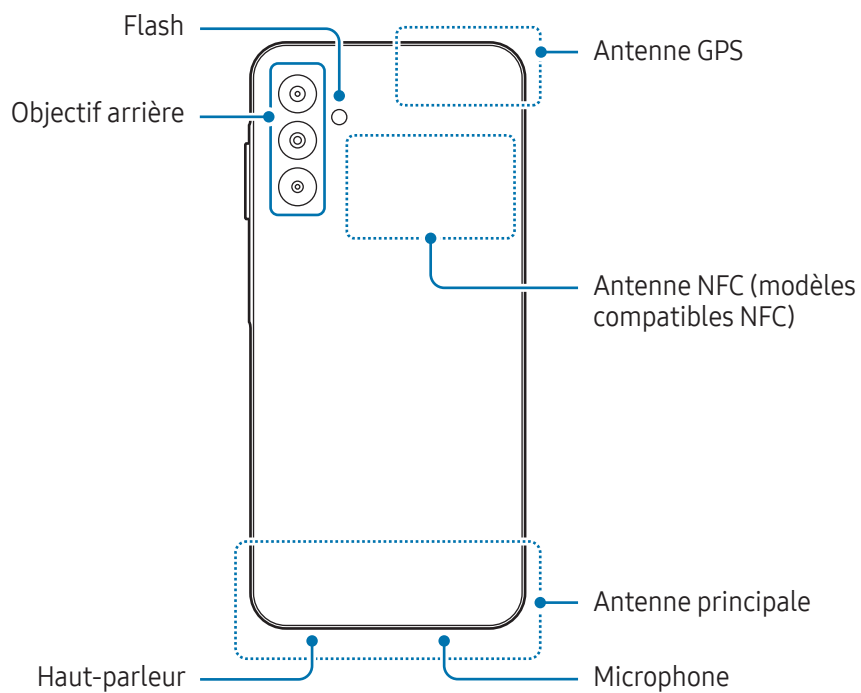 Flash
Antenne GPS
Objectif arrière
Antenne NFC (modèles
compatibles NFC)
Antenne principale
Haut-parleur
Microphone